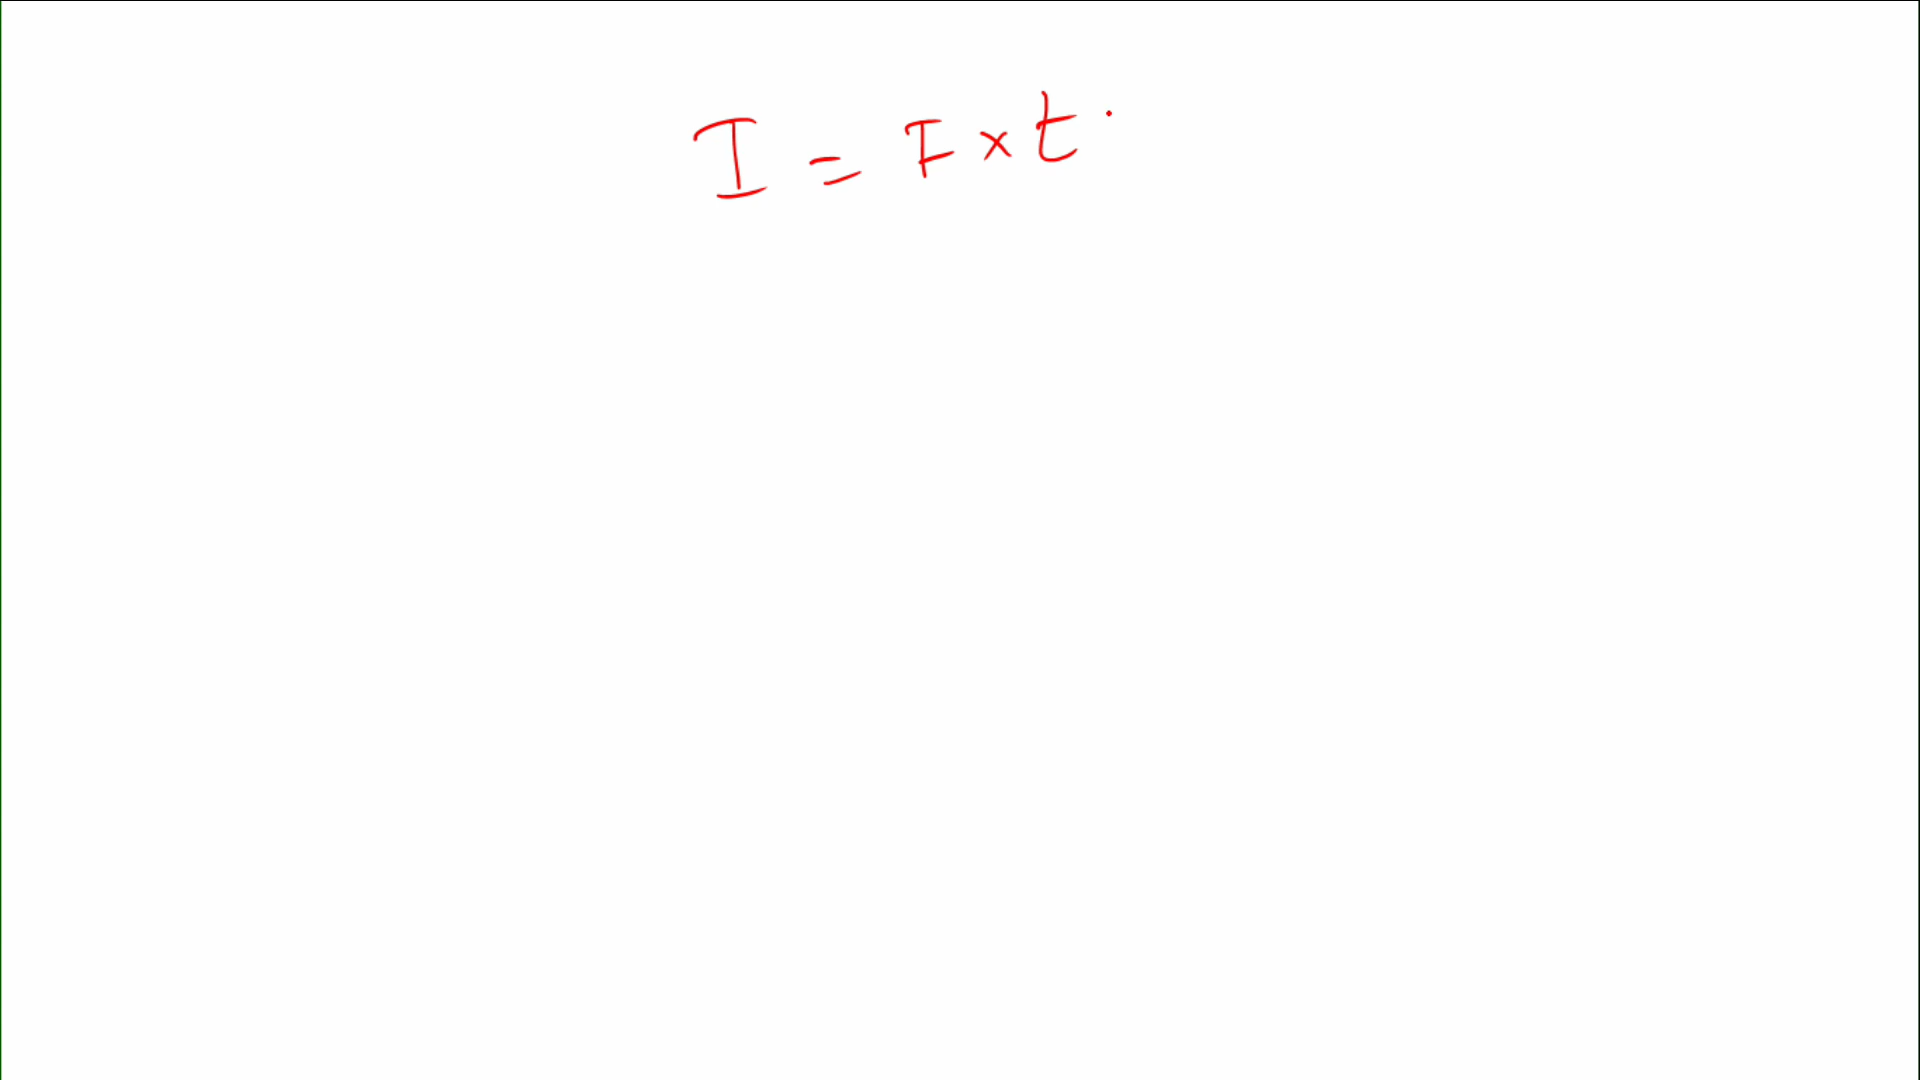 I = F × t